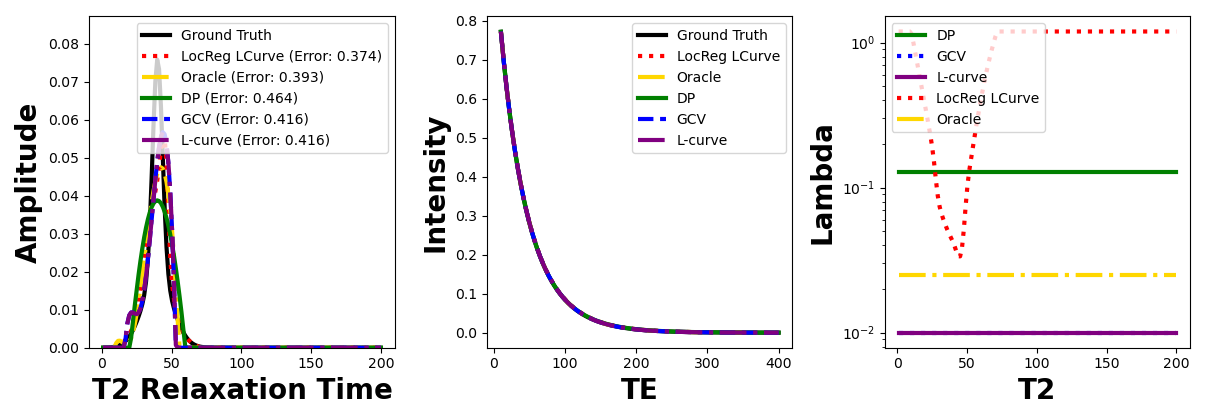 Amplitude
0.08
0.07
0.06
0.05
0.04
0.03
0.02
0.01
0.00
Ground Truth
LocReg LCurve (Error: 0.374)
Oracle (Error: 0.393)
DP (Error: 0.464)
GCV (Error: 0.416)
L-curve (Error: 0.416)
0 50 100 150 200
T2 Relaxation Time
Intensity
0.8
0.7
0.6
0.5
0.4
0.3
0.2
0.1
0.0
Ground Truth
LocReg LCurve
Oracle
DP
GCV
L-curve
0 100 200 300 400
TE
Lambda
10⁰
10⁻¹
10⁻²
DP
GCV
L-curve
LocReg LCurve
Oracle
0 50 100 150 200
T2